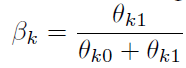 β_k = θ_{k1} / (θ_{k0} + θ_{k1})